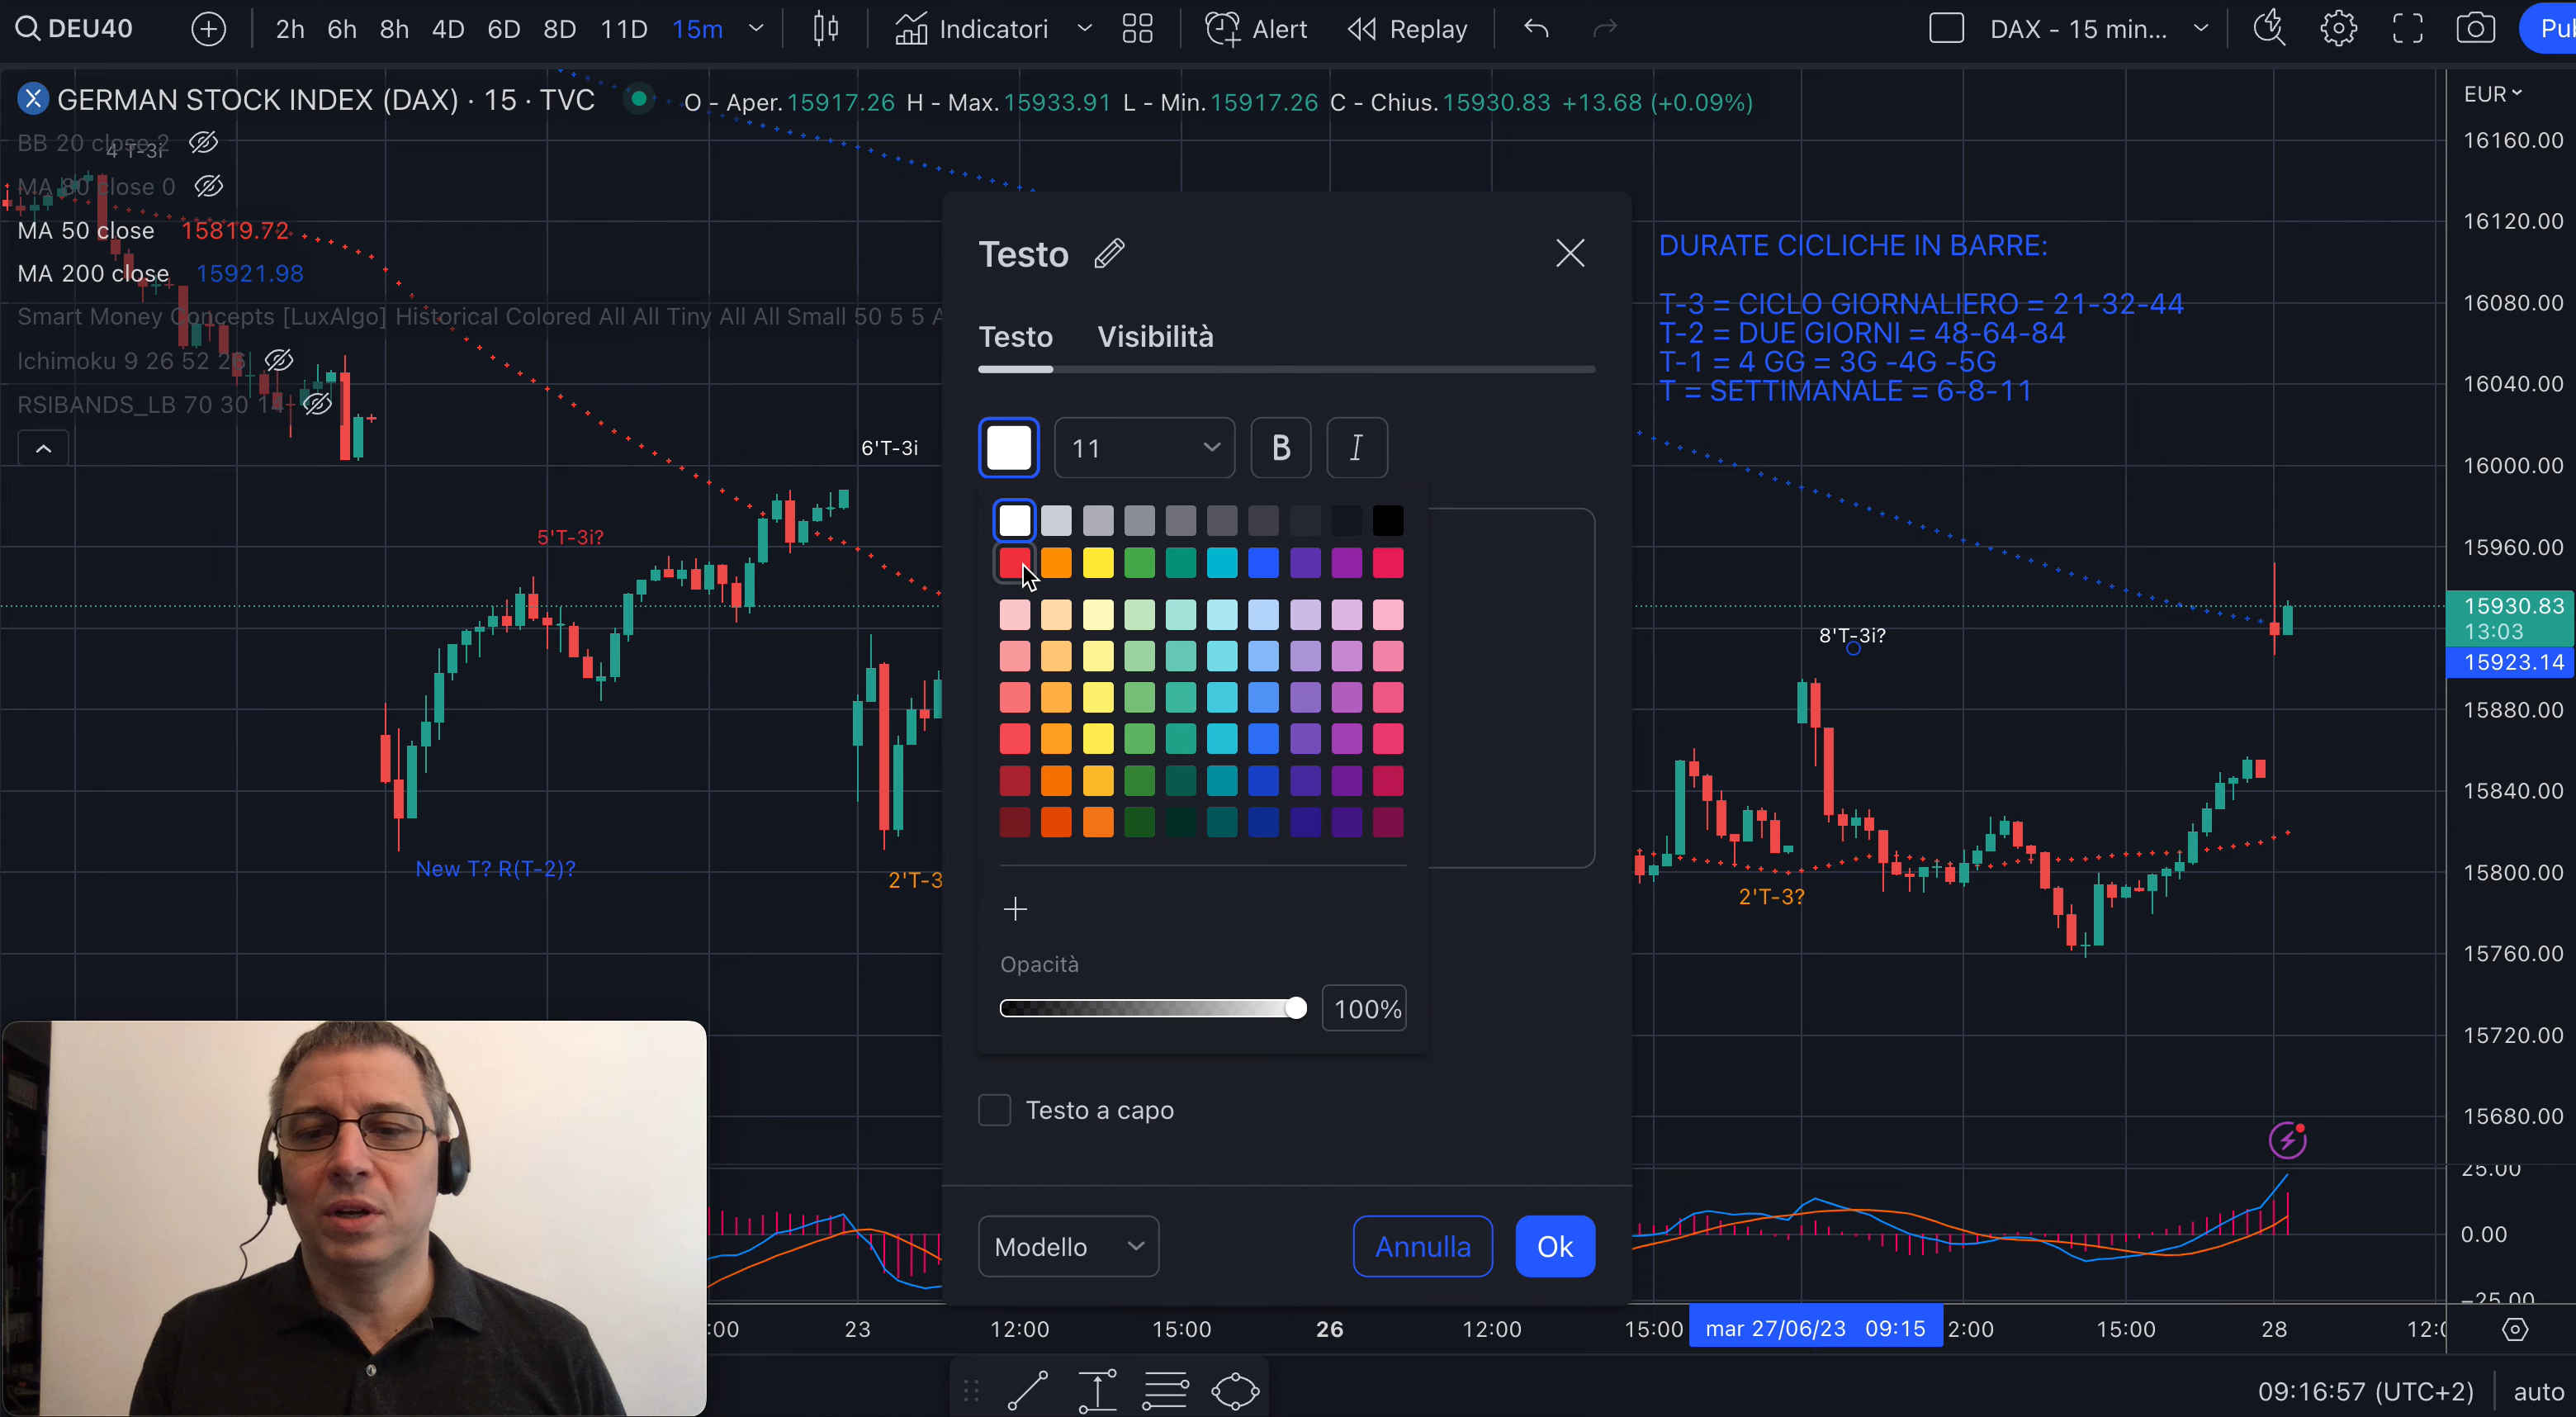 DEU40 2h 6h 8h 4D 6D 8D 11D 15m Indicatori Alert Replay DAX - 15 min...
GERMAN STOCK INDEX (DAX) · 15 · TVC O - Aper.15917.26 H - Max.15933.91 L - Min.15917.26 C - Chius.15930.83 +13.68 (+0.09%)
EUR
BB 20 close 2
4 T-3i
MA 80 close 0
MA 50 close 15819.72
MA 200 close 15921.98
Smart Money Concepts [LuxAlgo] Historical Colored All All Tiny All All Small 50 5 5 A
Ichimoku 9 26 52 26
RSIBANDS_LB 70 30 14
6'T-3i
5'T-3i?
New T? R(T-2)?
2'T-3
Testo
Testo Visibilità
11 B I
Opacità
100%
Testo a capo
Modello Annulla Ok
DURATE CICLICHE IN BARRE:
T-3 = CICLO GIORNALIERO = 21-32-44
T-2 = DUE GIORNI = 48-64-84
T-1 = 4 GG = 3G -4G -5G
T = SETTIMANALE = 6-8-11
8'T-3i?
2'T-3?
16160.00
16120.00
16080.00
16040.00
16000.00
15960.00
15930.83
13:03
15923.14
15880.00
15840.00
15800.00
15760.00
15720.00
15680.00
25.00
0.00
−25.00
:00 23 12:00 15:00 26 12:00 15:00 mar 27/06/23 09:15 2:00 15:00 28
09:16:57 (UTC+2) auto